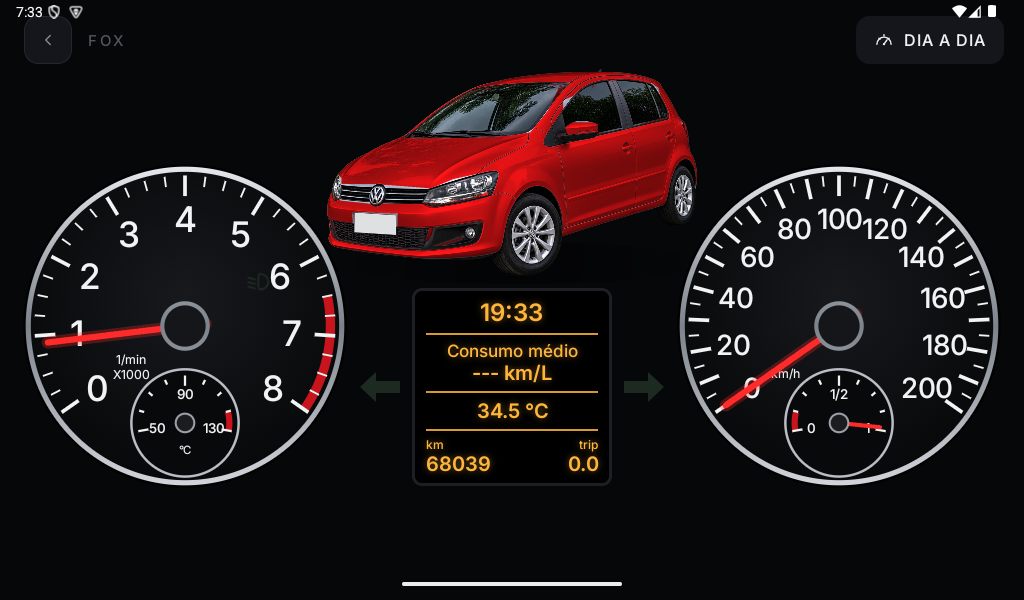 7:33
FOX
DIA A DIA
0
1
2
3
4
5
6
7
8
1/min
X1000
50
90
130
°C
19:33
Consumo médio
--- km/L
34.5 °C
km
trip
68039
0.0
0
20
40
60
80
100
120
140
160
180
200
km/h
0
1/2
1